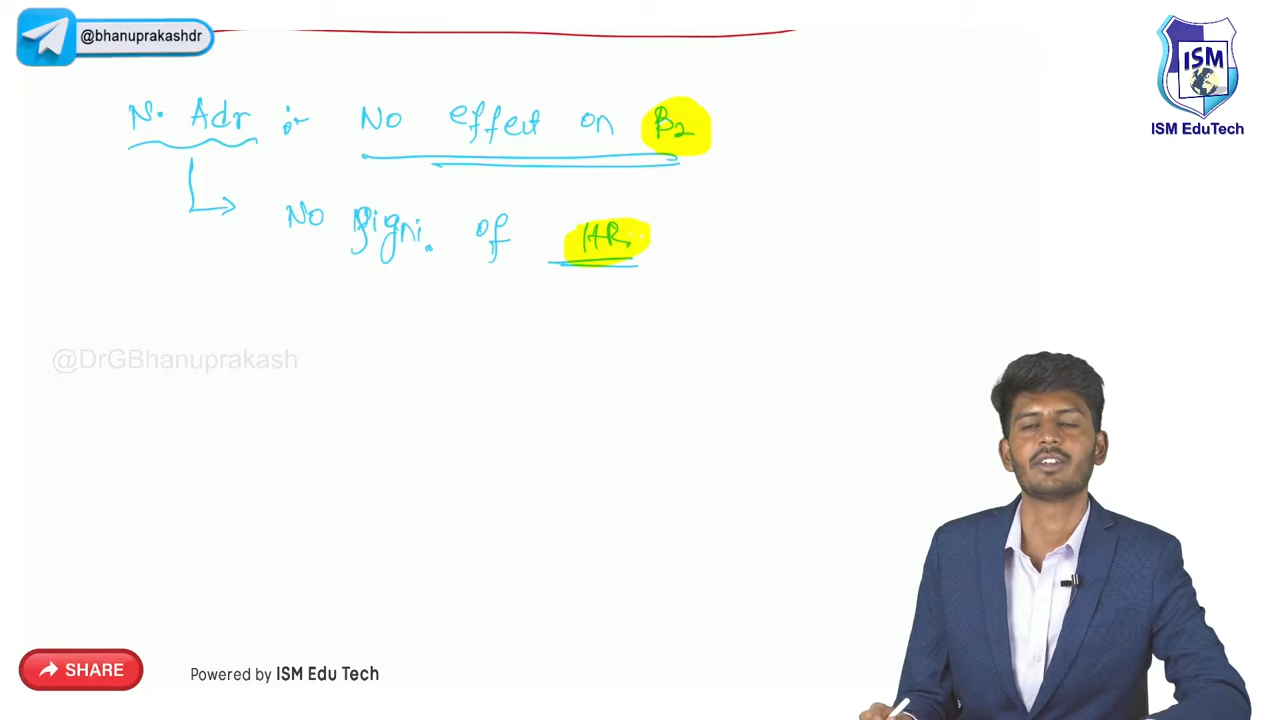 @bhanuprakashdr
ISM
ISM EduTech
N. Adr :- No effect on β2
No signi. of HR.
@DrGBhanuprakash
SHARE
Powered by ISM Edu Tech